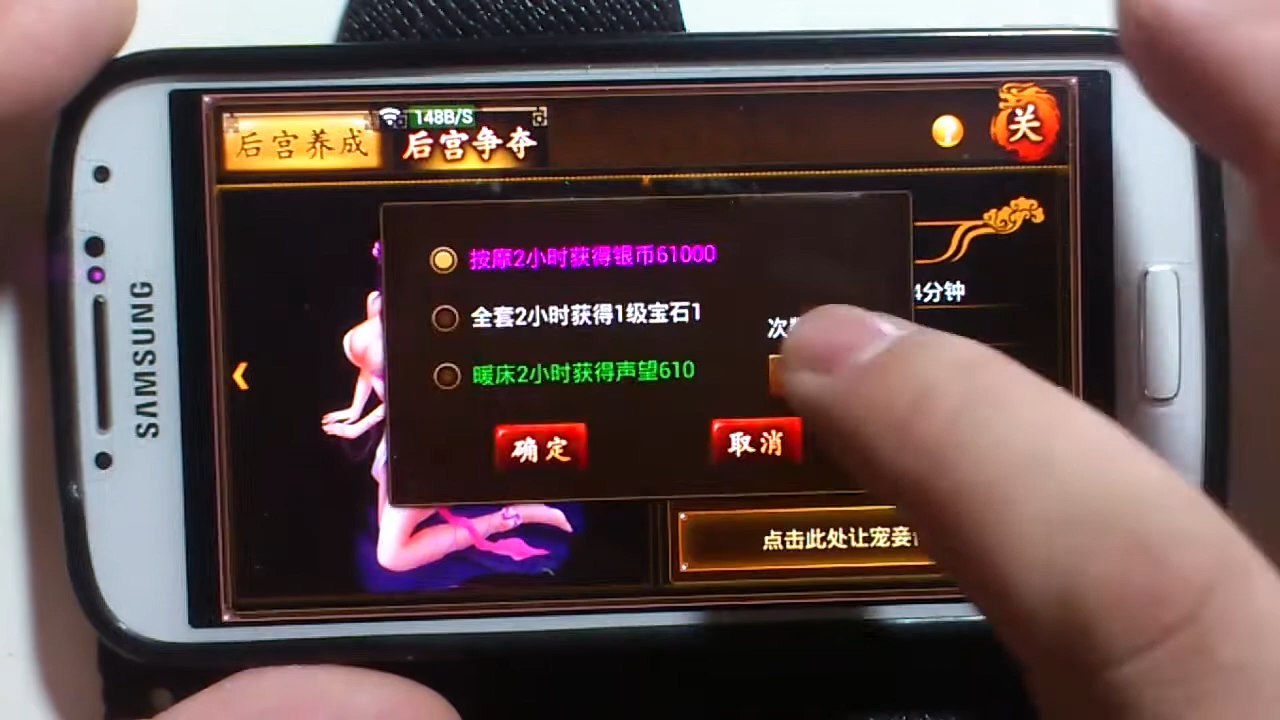 SAMSUNG
148B/S
后宫养成
后宫争夺
关
按摩2小时获得银币61000
全套2小时获得1级宝石1
暖床2小时获得声望610
4分钟
次
确定
取消
点击此处让宠妾